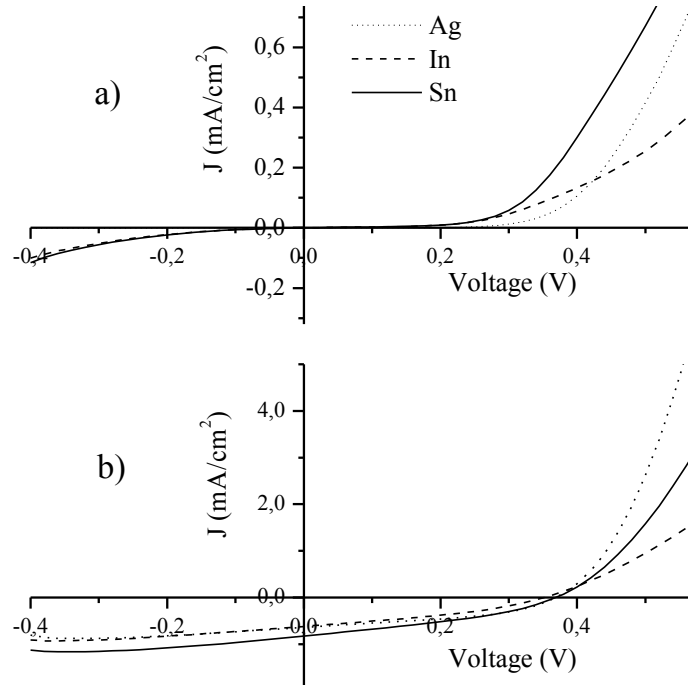 0,6
0,4
0,2
0,0
-0,2
-0,4
-0,2
0,0
0,2
0,4
J (mA/cm²)
Voltage (V)
a)
Ag
In
Sn
4,0
2,0
0,0
-0,4
-0,2
0,0
0,2
0,4
J (mA/cm²)
Voltage (V)
b)